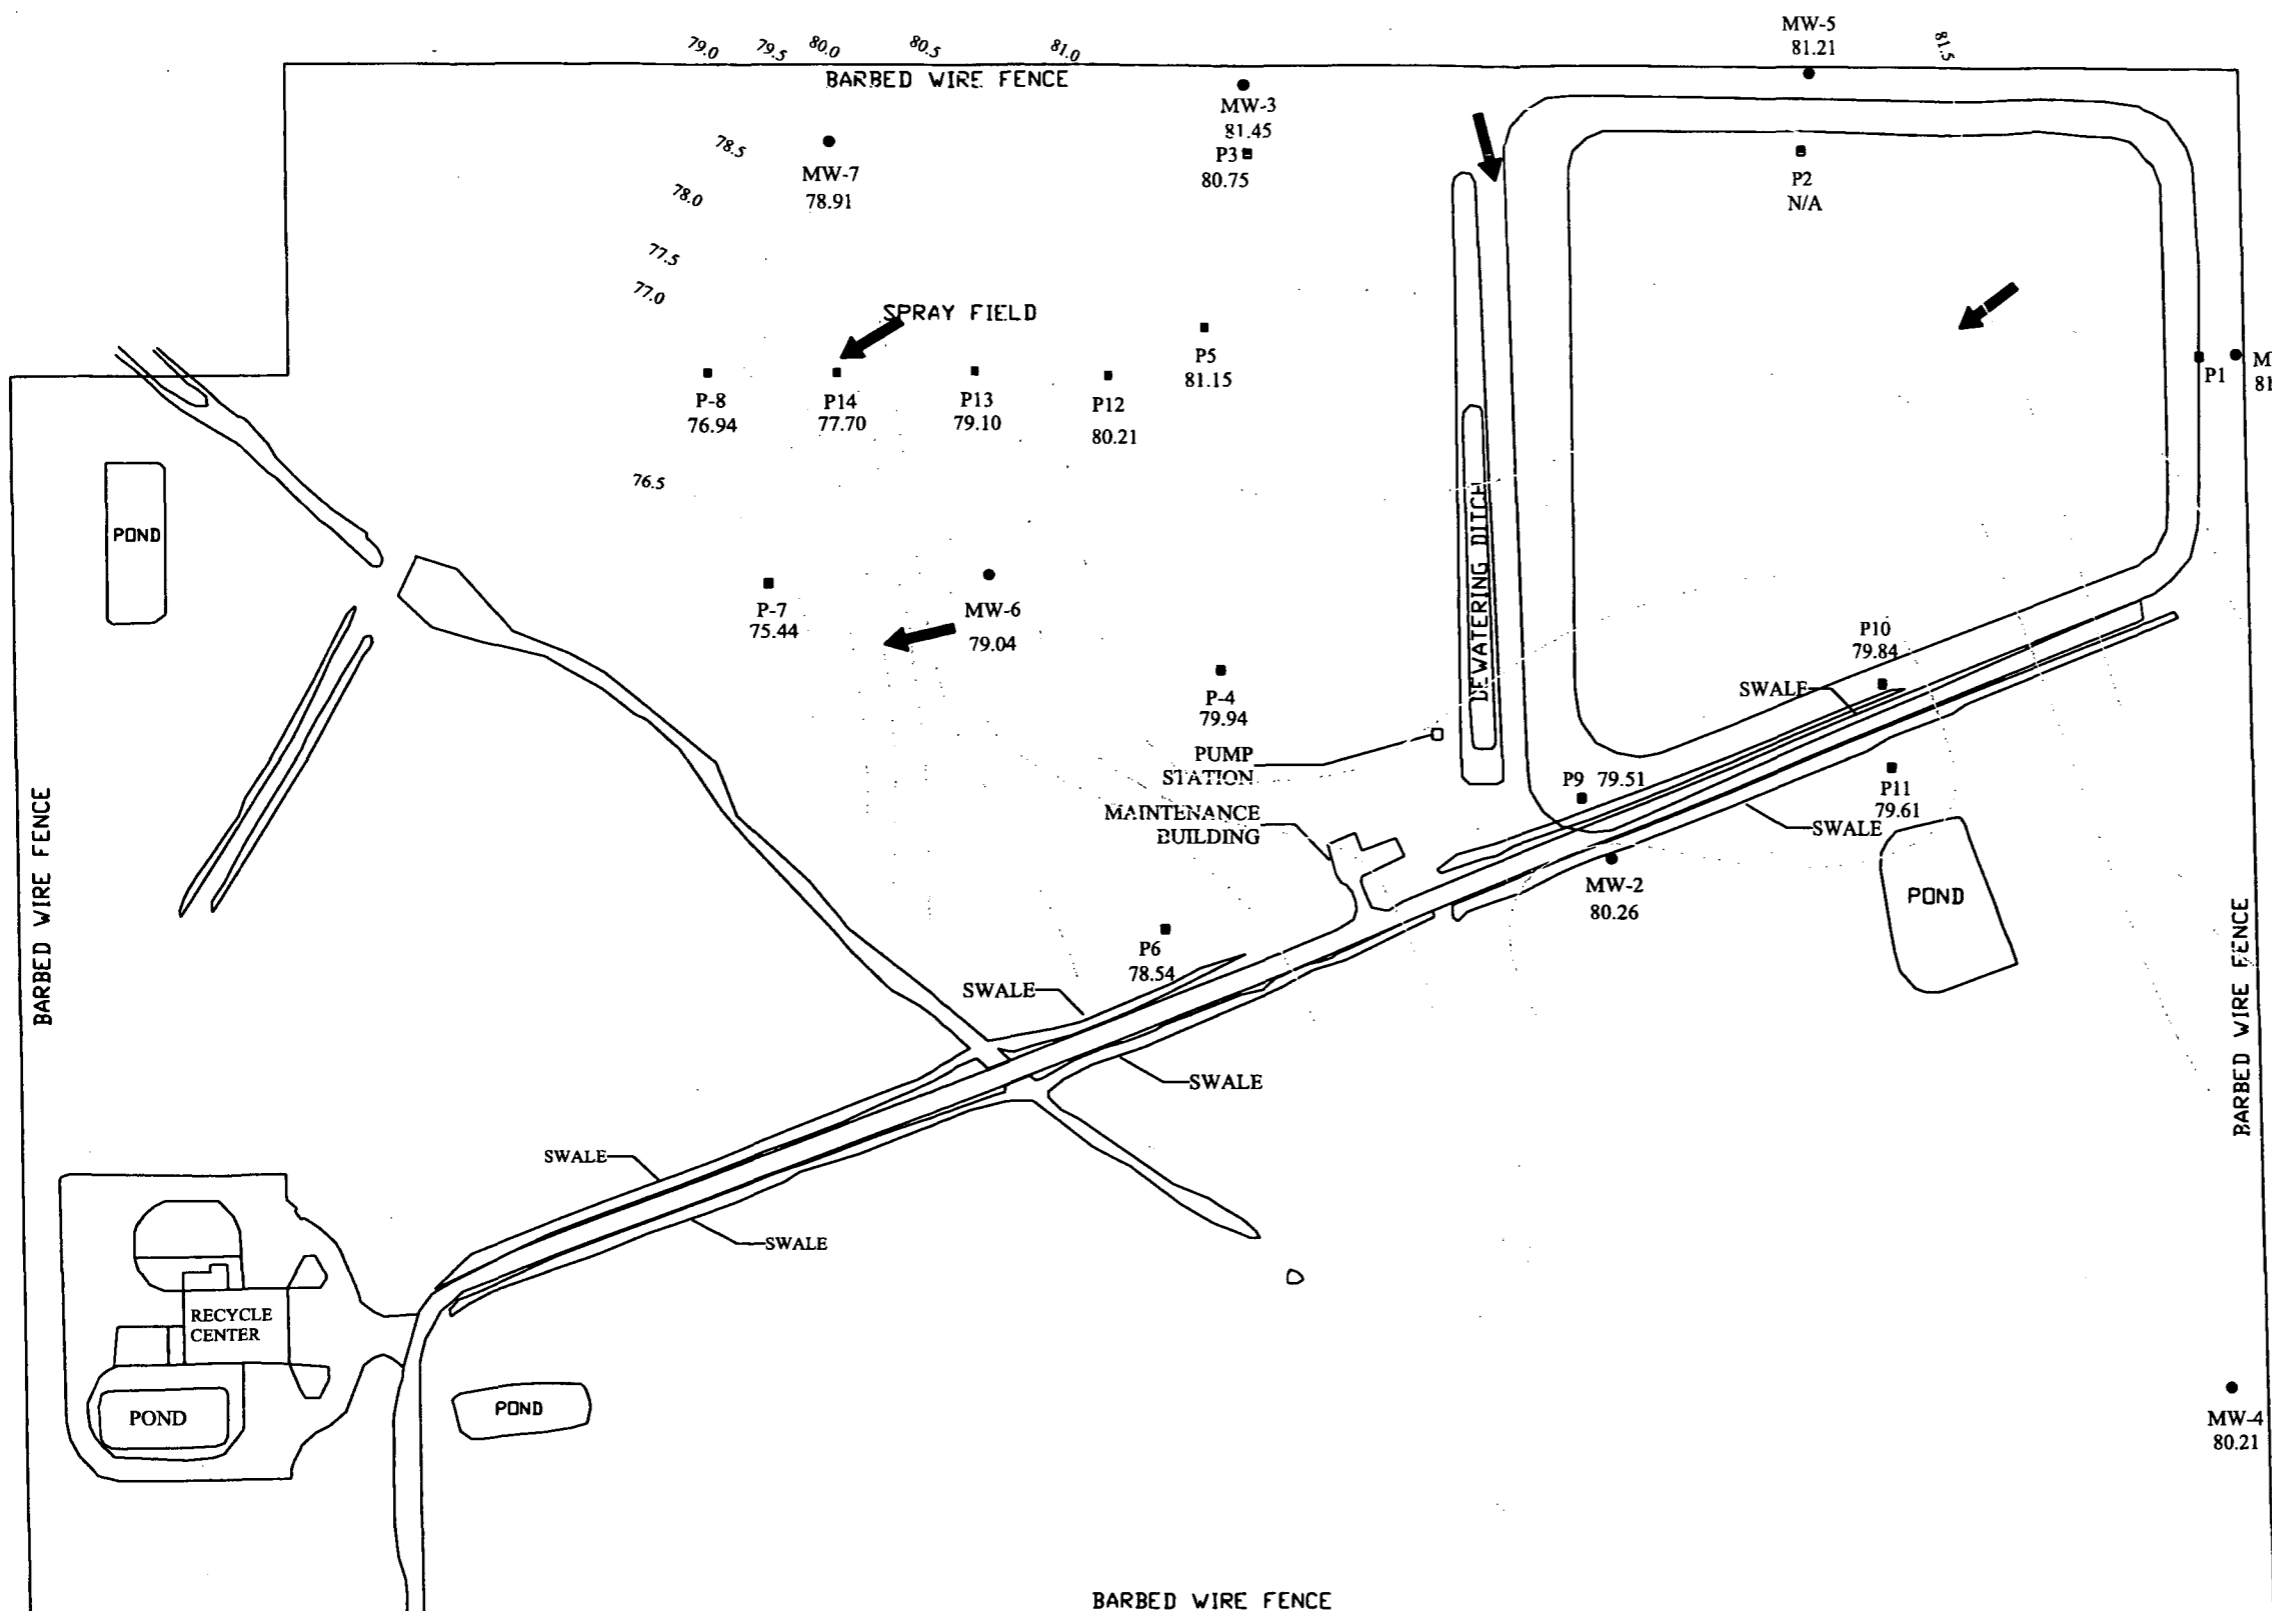 MW-5
81.21
79.0
79.5
80.0
80.5
81.0
81.5
BARBED WIRE FENCE
MW-3
81.45
P3
80.75
78.5
MW-7
78.91
78.0
P2
N/A
77.5
77.0
SPRAY FIELD
P5
81.15
P1
P-8
76.94
P14
77.70
P13
79.10
P12
80.21
76.5
POND
DEWATERING DITCH
P-7
75.44
MW-6
79.04
P10
79.84
SWALE
P-4
79.94
PUMP
STATION
P9 79.51
P11
79.61
MAINTENANCE
BUILDING
SWALE
MW-2
80.26
POND
BARBED WIRE FENCE
BARBED WIRE FENCE
P6
78.54
SWALE
SWALE
SWALE
SWALE
RECYCLE
CENTER
POND
POND
MW-4
80.21
BARBED WIRE FENCE